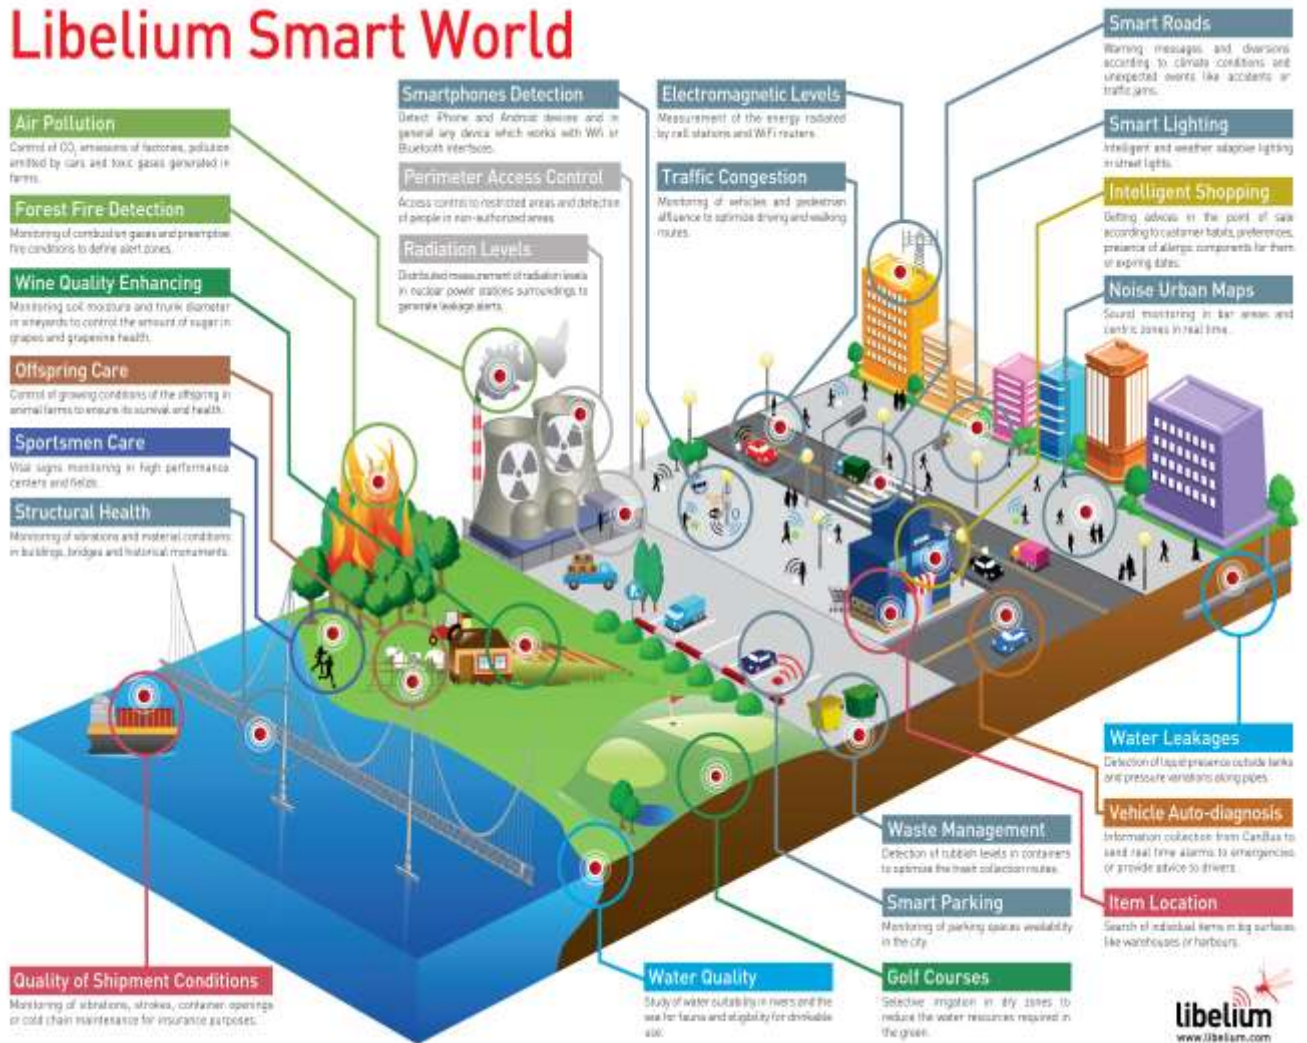 Libelium Smart World
Air Pollution
Control of CO₂ emissions of factories, pollution
emitted by cars and toxic gases generated in
farms.
Forest Fire Detection
Monitoring of combustion gases and preemptive
fire conditions to define alert zones.
Wine Quality Enhancing
Monitoring soil moisture and trunk diameter
in vineyards to control the amount of sugar in
grapes and grapevine health.
Offspring Care
Control of growing conditions of the offspring in
animal farms to ensure its survival and health.
Sportsmen Care
Vital signs monitoring in high performance
centers and fields.
Structural Health
Monitoring of vibrations and material conditions
in buildings, bridges and historical monuments.
Quality of Shipment Conditions
Monitoring of vibrations, strokes, container openings
or cold chain maintenance for insurance purposes.
Smartphones Detection
Detect iPhone and Android devices and in
general any device which works with Wifi or
Bluetooth interfaces.
Perimeter Access Control
Access control to restricted areas and detection
of people in non-authorized areas.
Radiation Levels
Distributed measurement of radiation levels
in nuclear power stations surroundings to
generate leakage alerts.
Electromagnetic Levels
Measurement of the energy radiated
by cell stations and WiFi routers.
Traffic Congestion
Monitoring of vehicles and pedestrian
affluence to optimize driving and walking
routes.
Smart Roads
Warning messages and diversions
according to climate conditions and
unexpected events like accidents or
traffic jams.
Smart Lighting
Intelligent and weather adaptive lighting
in street lights.
Intelligent Shopping
Getting advices in the point of sale
according to customer habits, preferences,
presence of allergic components for them
or expiring dates.
Noise Urban Maps
Sound monitoring in bar areas and
centric zones in real time.
Water Leakages
Detection of liquid presence outside tanks
and pressure variations along pipes.
Vehicle Auto-diagnosis
Information collection from CanBus to
send real time alarms to emergencies
or provide advice to drivers.
Item Location
Search of individual items in big surfaces
like warehouses or harbours.
Waste Management
Detection of rubbish levels in containers
to optimize the trash collection routes.
Smart Parking
Monitoring of parking spaces availability
in the city.
Golf Courses
Selective irrigation in dry zones to
reduce the water resources required in
the green.
Water Quality
Study of water suitability in rivers and the
sea for fauna and eligibility for drinkable
use.
libelium
www.libelium.com